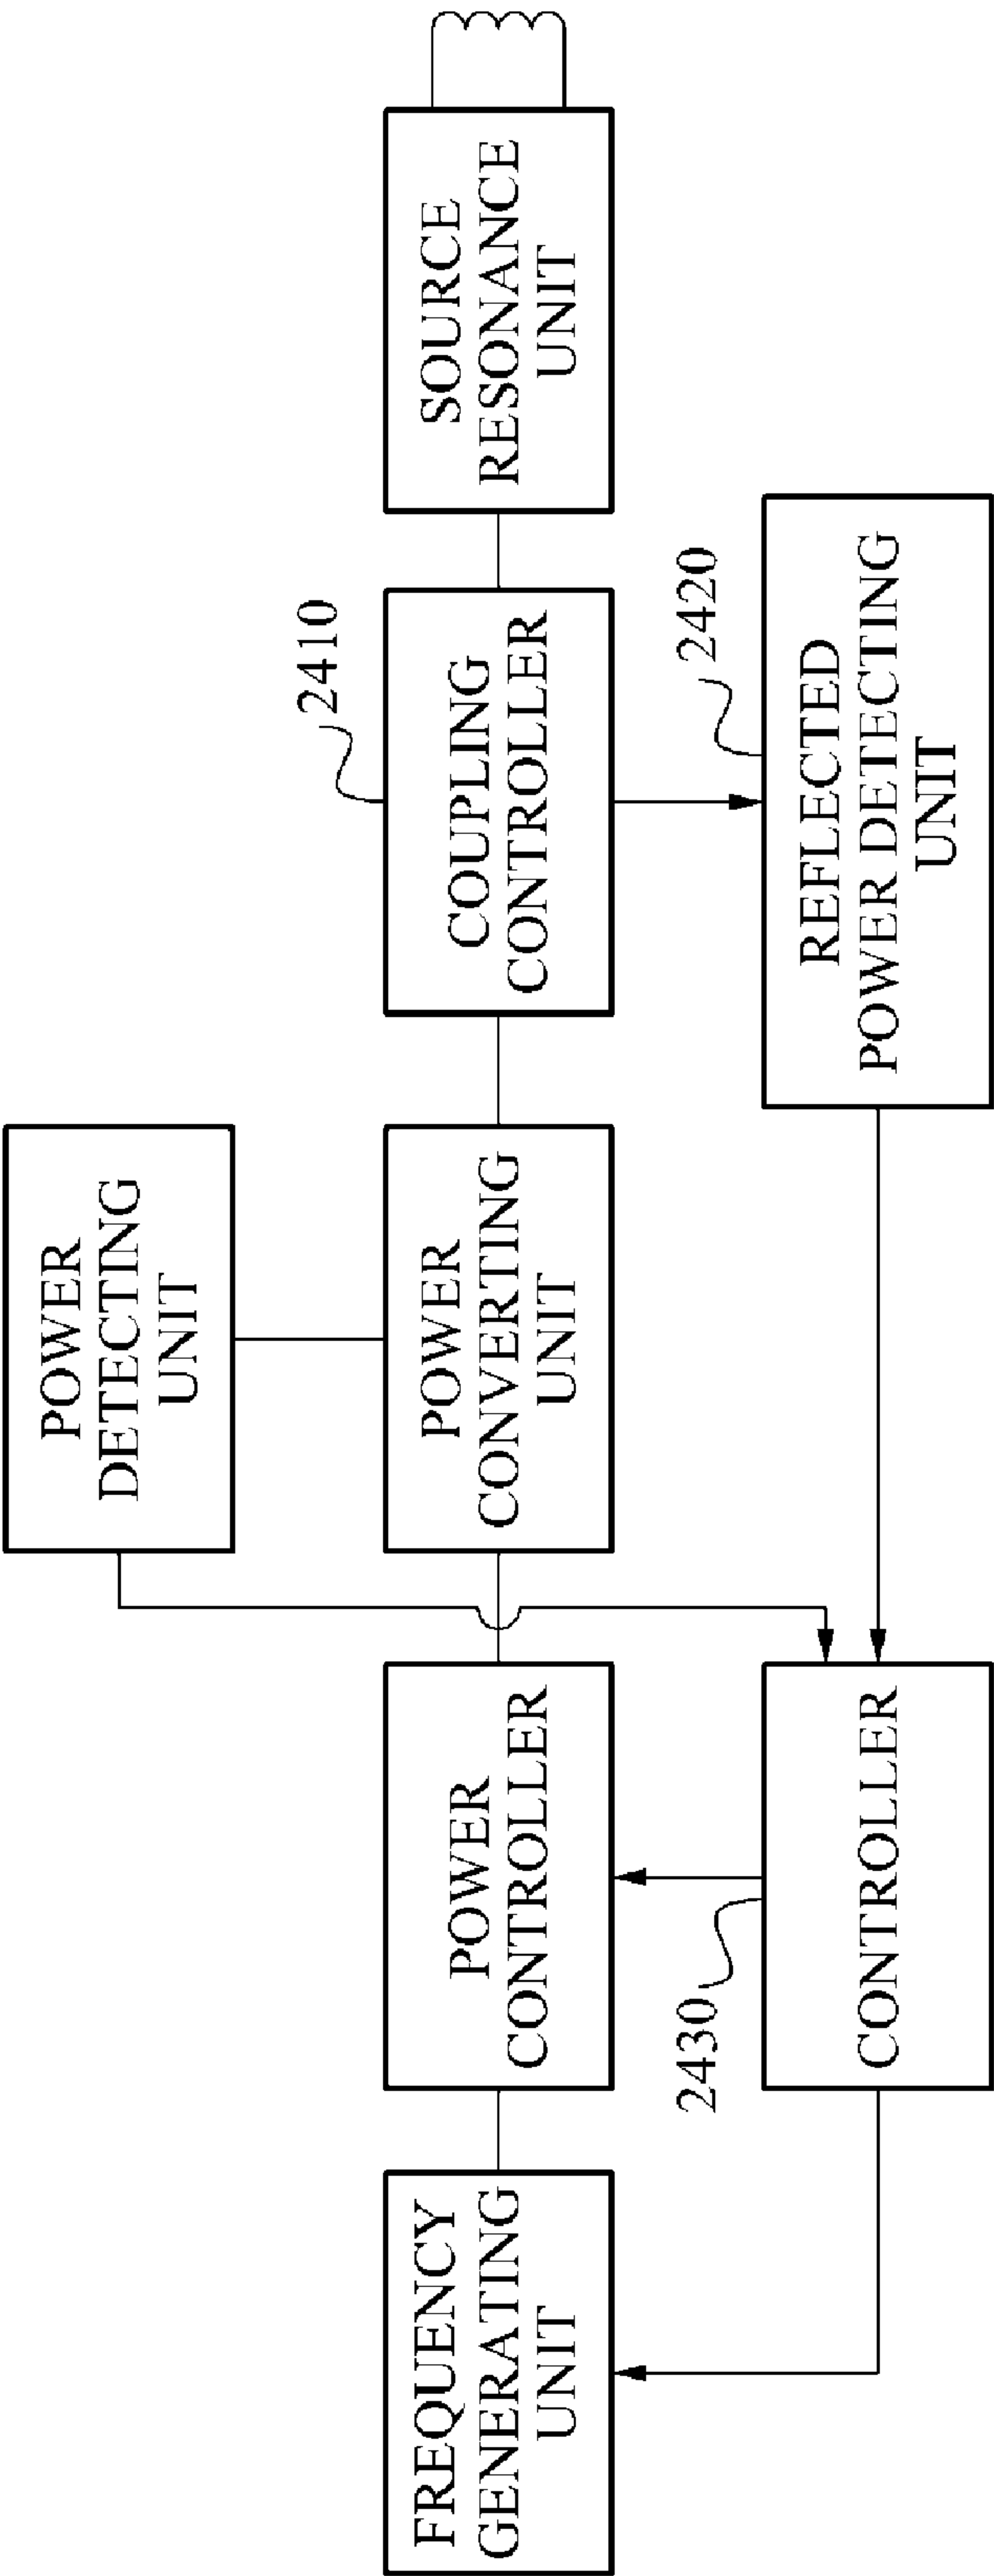 POWER
DETECTING
UNIT
FREQUENCY
GENERATING
UNIT
POWER
CONTROLLER
POWER
CONVERTING
UNIT
2410
COUPLING
CONTROLLER
SOURCE
RESONANCE
UNIT
2430
CONTROLLER
2420
REFLECTED
POWER DETECTING
UNIT